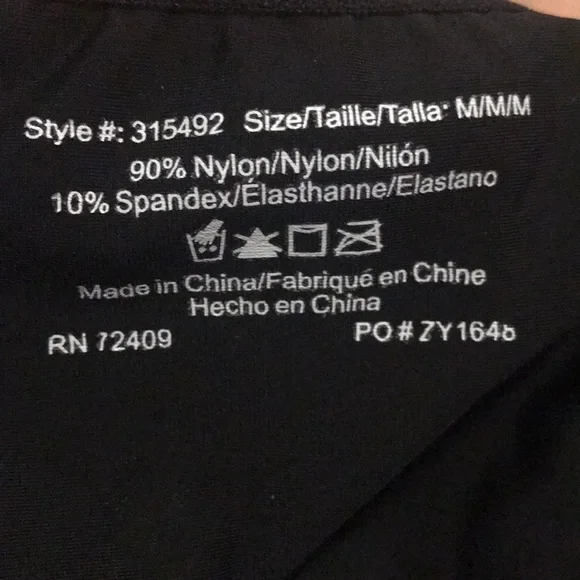 Style #: 315492 Size/Taille/Talla: M/M/M
90% Nylon/Nylon/Nilón
10% Spandex/Élasthanne/Elastano
Made in China/Fabriqué en Chine
Hecho en China
RN 72409 PO #